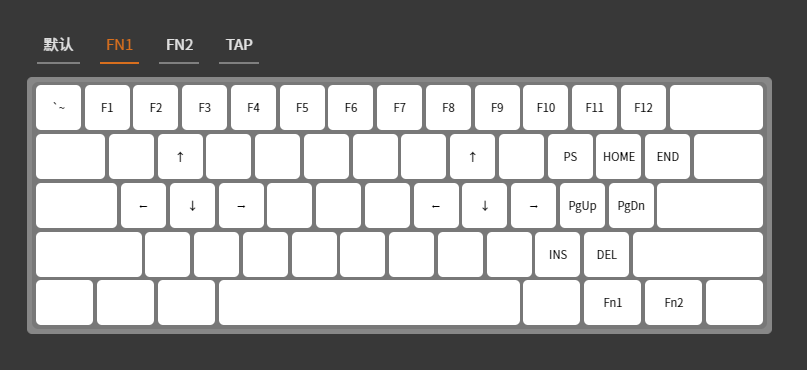 默认 FN1 FN2 TAP
`~ F1 F2 F3 F4 F5 F6 F7 F8 F9 F10 F11 F12
↑ ↑ PS HOME END
← ↓ → ← ↓ → PgUp PgDn
INS DEL
Fn1 Fn2